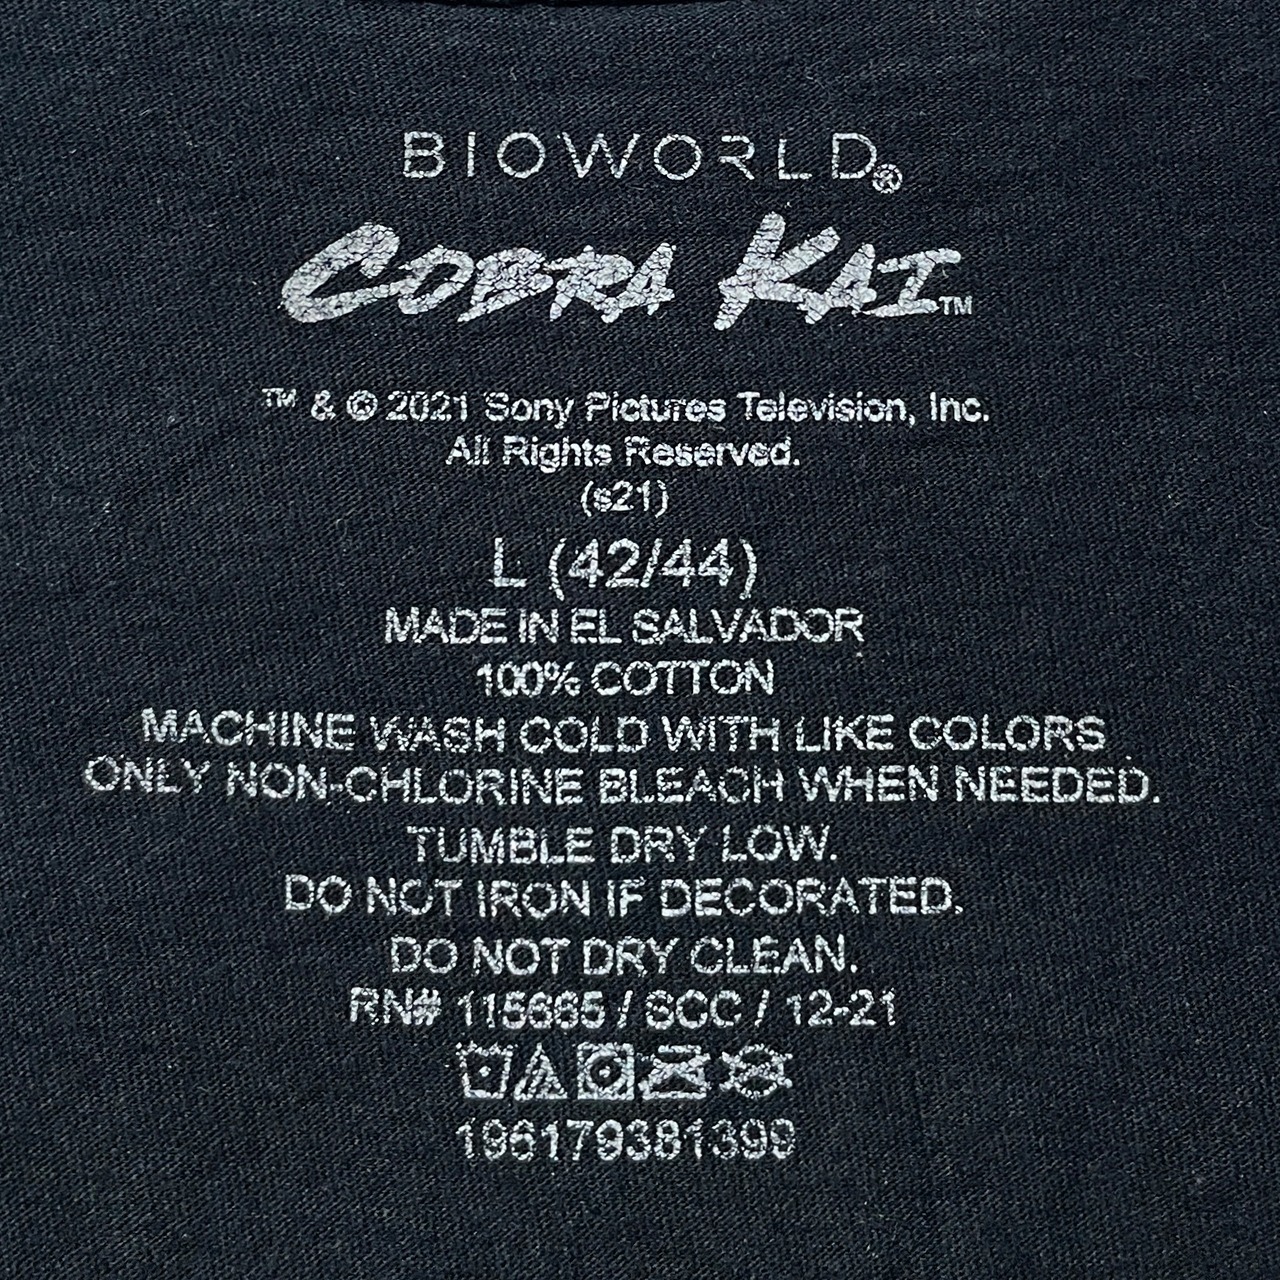 BIOWORLD®
COBRA KAI™
™ & © 2021 Sony Pictures Television, Inc.
All Rights Reserved.
(s21)
L (42/44)
MADE IN EL SALVADOR
100% COTTON
MACHINE WASH COLD WITH LIKE COLORS
ONLY NON-CHLORINE BLEACH WHEN NEEDED.
TUMBLE DRY LOW.
DO NOT IRON IF DECORATED.
DO NOT DRY CLEAN.
RN# 115665 / SCC / 12-21
196179381399